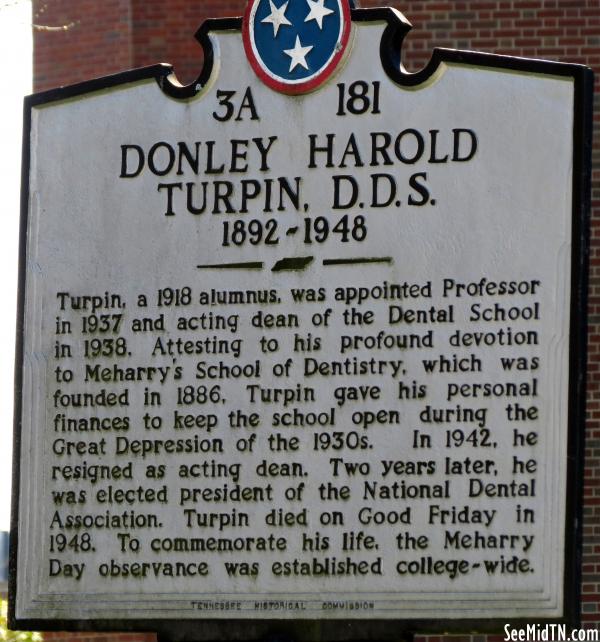 3A 181
DONLEY HAROLD
TURPIN, D.D.S.
1892-1948
Turpin, a 1918 alumnus, was appointed Professor
in 1937 and acting dean of the Dental School
in 1938. Attesting to his profound devotion
to Meharry's School of Dentistry, which was
founded in 1886, Turpin gave his personal
finances to keep the school open during the
Great Depression of the 1930s. In 1942, he
resigned as acting dean. Two years later, he
was elected president of the National Dental
Association. Turpin died on Good Friday in
1948. To commemorate his life, the Meharry
Day observance was established college-wide.
TENNESSEE HISTORICAL COMMISSION
SeeMidTN.com